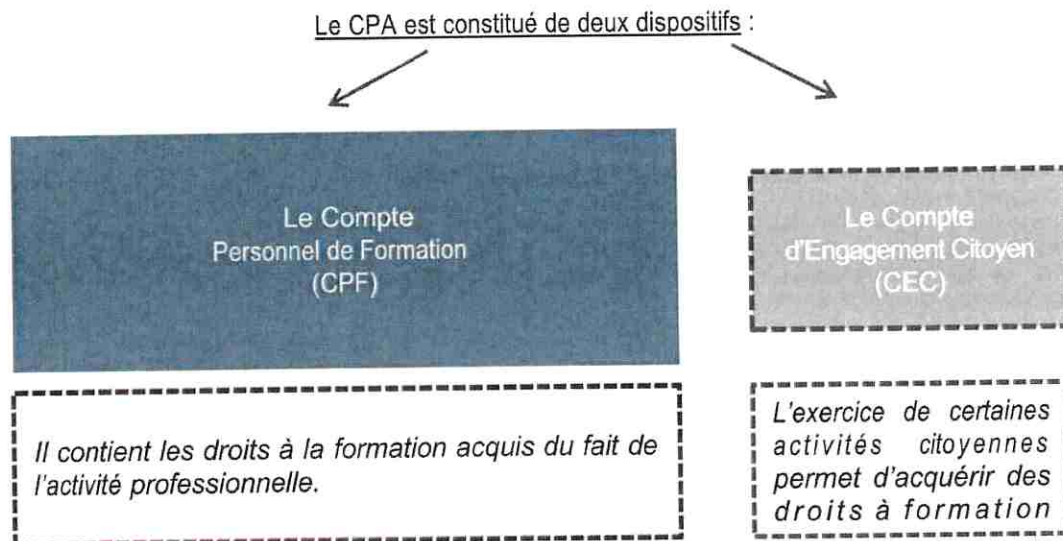 Le CPA est constitué de deux dispositifs :
Le Compte
Personnel de Formation
(CPF)
Le Compte
d'Engagement Citoyen
(CEC)
Il contient les droits à la formation acquis du fait de
l'activité professionnelle.
L'exercice de certaines
activités citoyennes
permet d'acquérir des
droits à formation